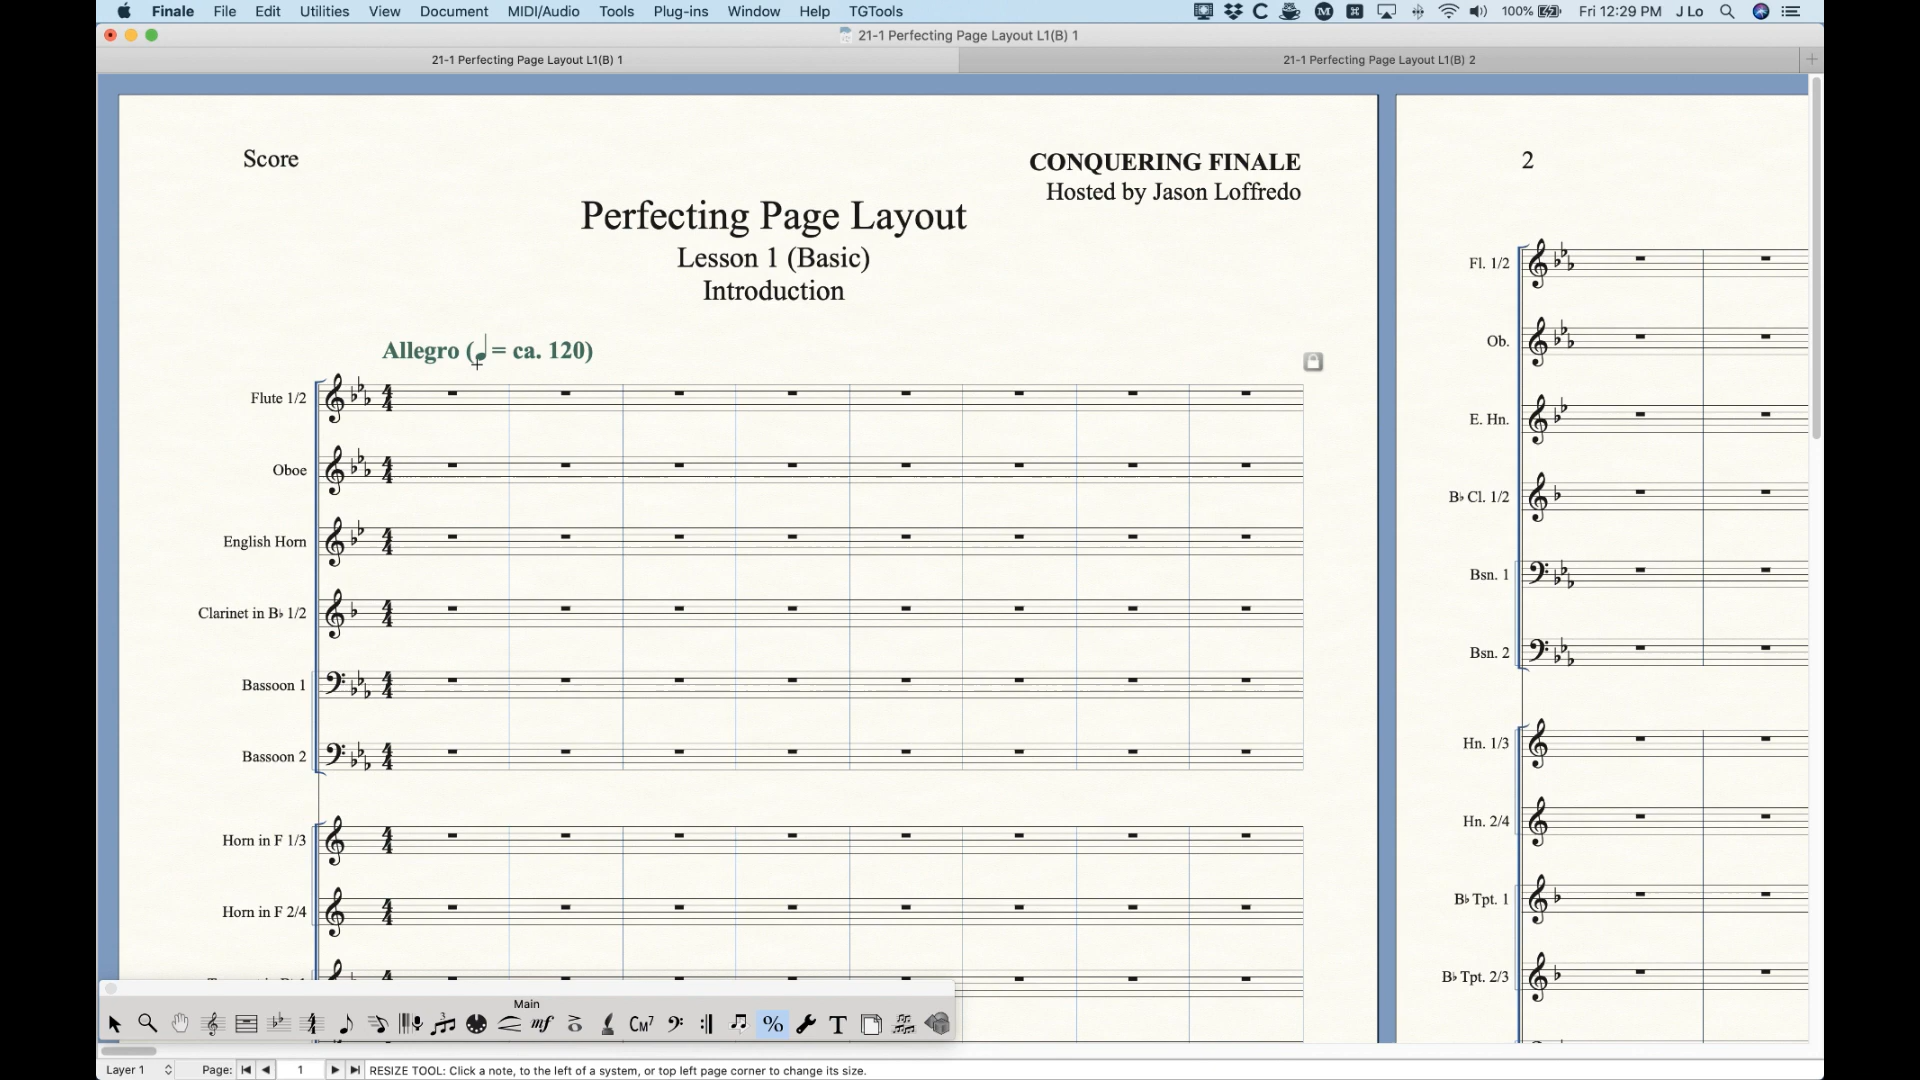 Finale File Edit Utilities View Document MIDI/Audio Tools Plug-ins Window Help TGTools 100% Fri 12:29 PM J Lo
21-1 Perfecting Page Layout L1(B) 1
21-1 Perfecting Page Layout L1(B) 1 21-1 Perfecting Page Layout L1(B) 2
Score
CONQUERING FINALE
Hosted by Jason Loffredo
Perfecting Page Layout
Lesson 1 (Basic)
Introduction
Allegro (♩ = ca. 120)
Flute 1/2
Oboe
English Horn
Clarinet in B♭ 1/2
Bassoon 1
Bassoon 2
Horn in F 1/3
Horn in F 2/4
2
Fl. 1/2
Ob.
E. Hn.
B♭ Cl. 1/2
Bsn. 1
Bsn. 2
Hn. 1/3
Hn. 2/4
B♭ Tpt. 1
B♭ Tpt. 2/3
Main
mf CM7 % T
Layer 1 Page: 1 RESIZE TOOL: Click a note, to the left of a system, or top left page corner to change its size.